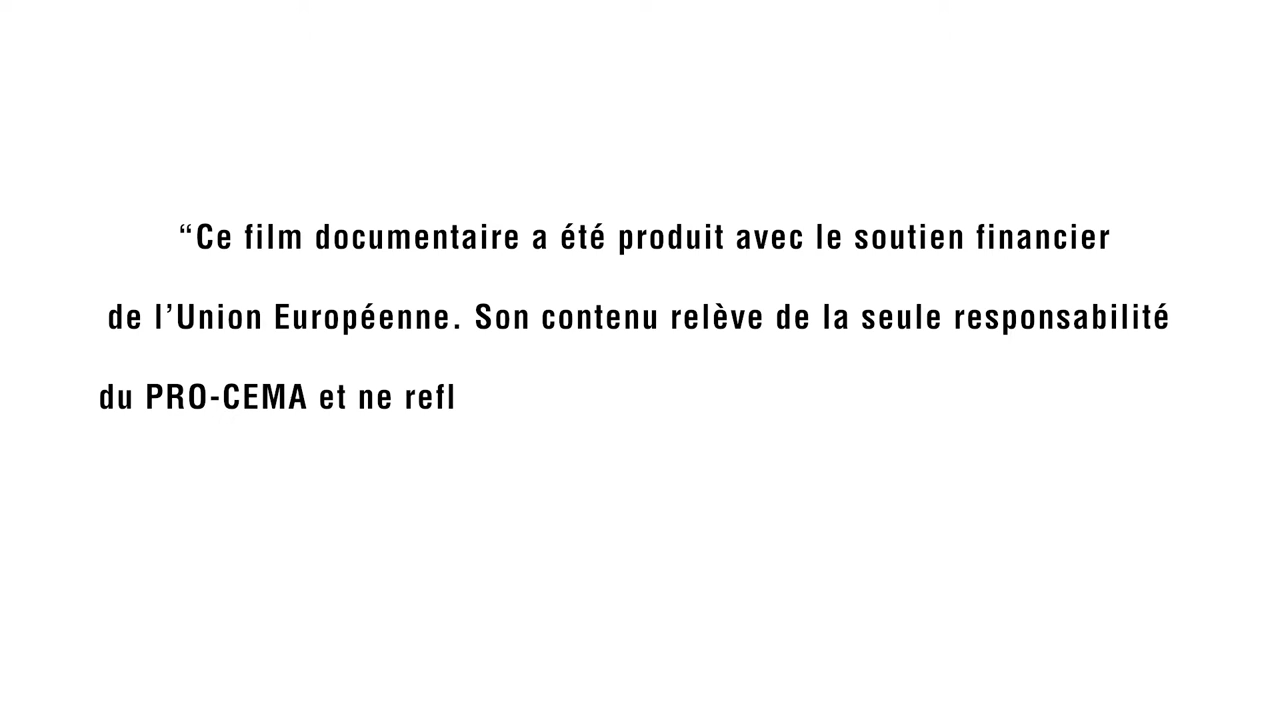 “Ce film documentaire a été produit avec le soutien financier
de l’Union Européenne. Son contenu relève de la seule responsabilité
du PRO-CEMA et ne refl